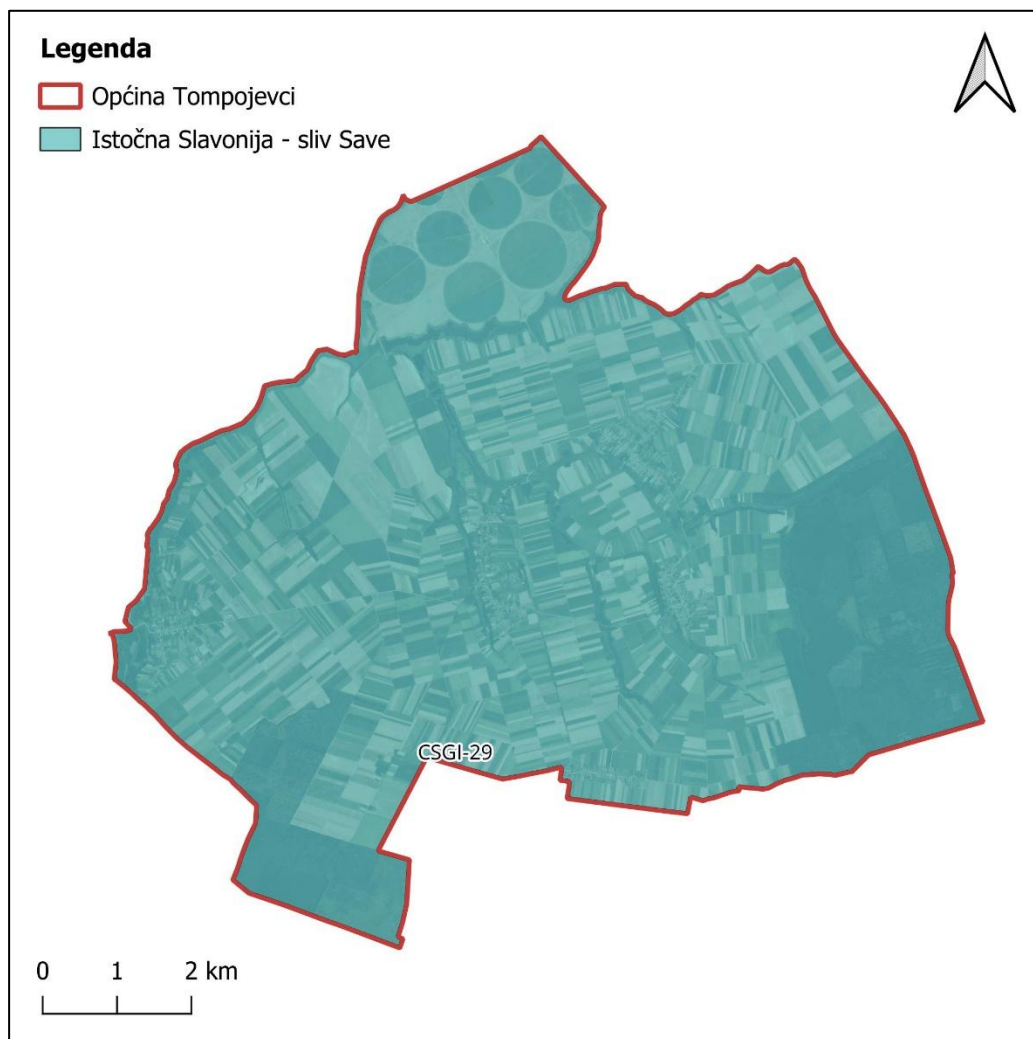 Legenda
Općina Tompojevci
Istočna Slavonija - sliv Save
CSGI-29
0 1 2 km